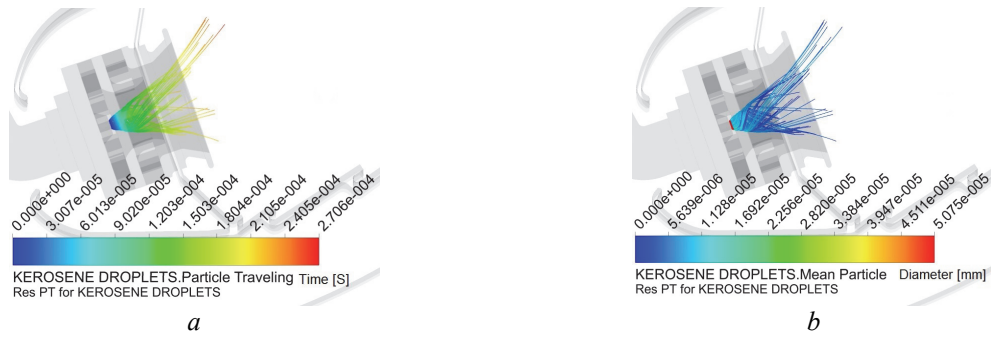 0.000e+000
3.007e-005
6.013e-005
9.020e-005
1.203e-004
1.503e-004
1.804e-004
2.105e-004
2.405e-004
2.706e-004
KEROSENE DROPLETS.Particle Traveling Time [S]
Res PT for KEROSENE DROPLETS
a
0.000e+000
5.639e-006
1.128e-005
1.692e-005
2.256e-005
2.820e-005
3.384e-005
3.947e-005
4.511e-005
5.075e-005
KEROSENE DROPLETS.Mean Particle Diameter [mm]
Res PT for KEROSENE DROPLETS
b